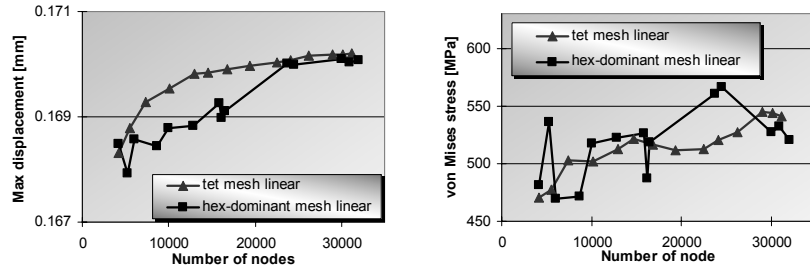 0.171
0.169
0.167
Max displacement [mm]
tet mesh linear
hex-dominant mesh linear
0 10000 20000 30000
Number of nodes
600
550
500
450
von Mises stress [MPa]
tet mesh linear
hex-dominant mesh linear
0 10000 20000 30000
Number of node